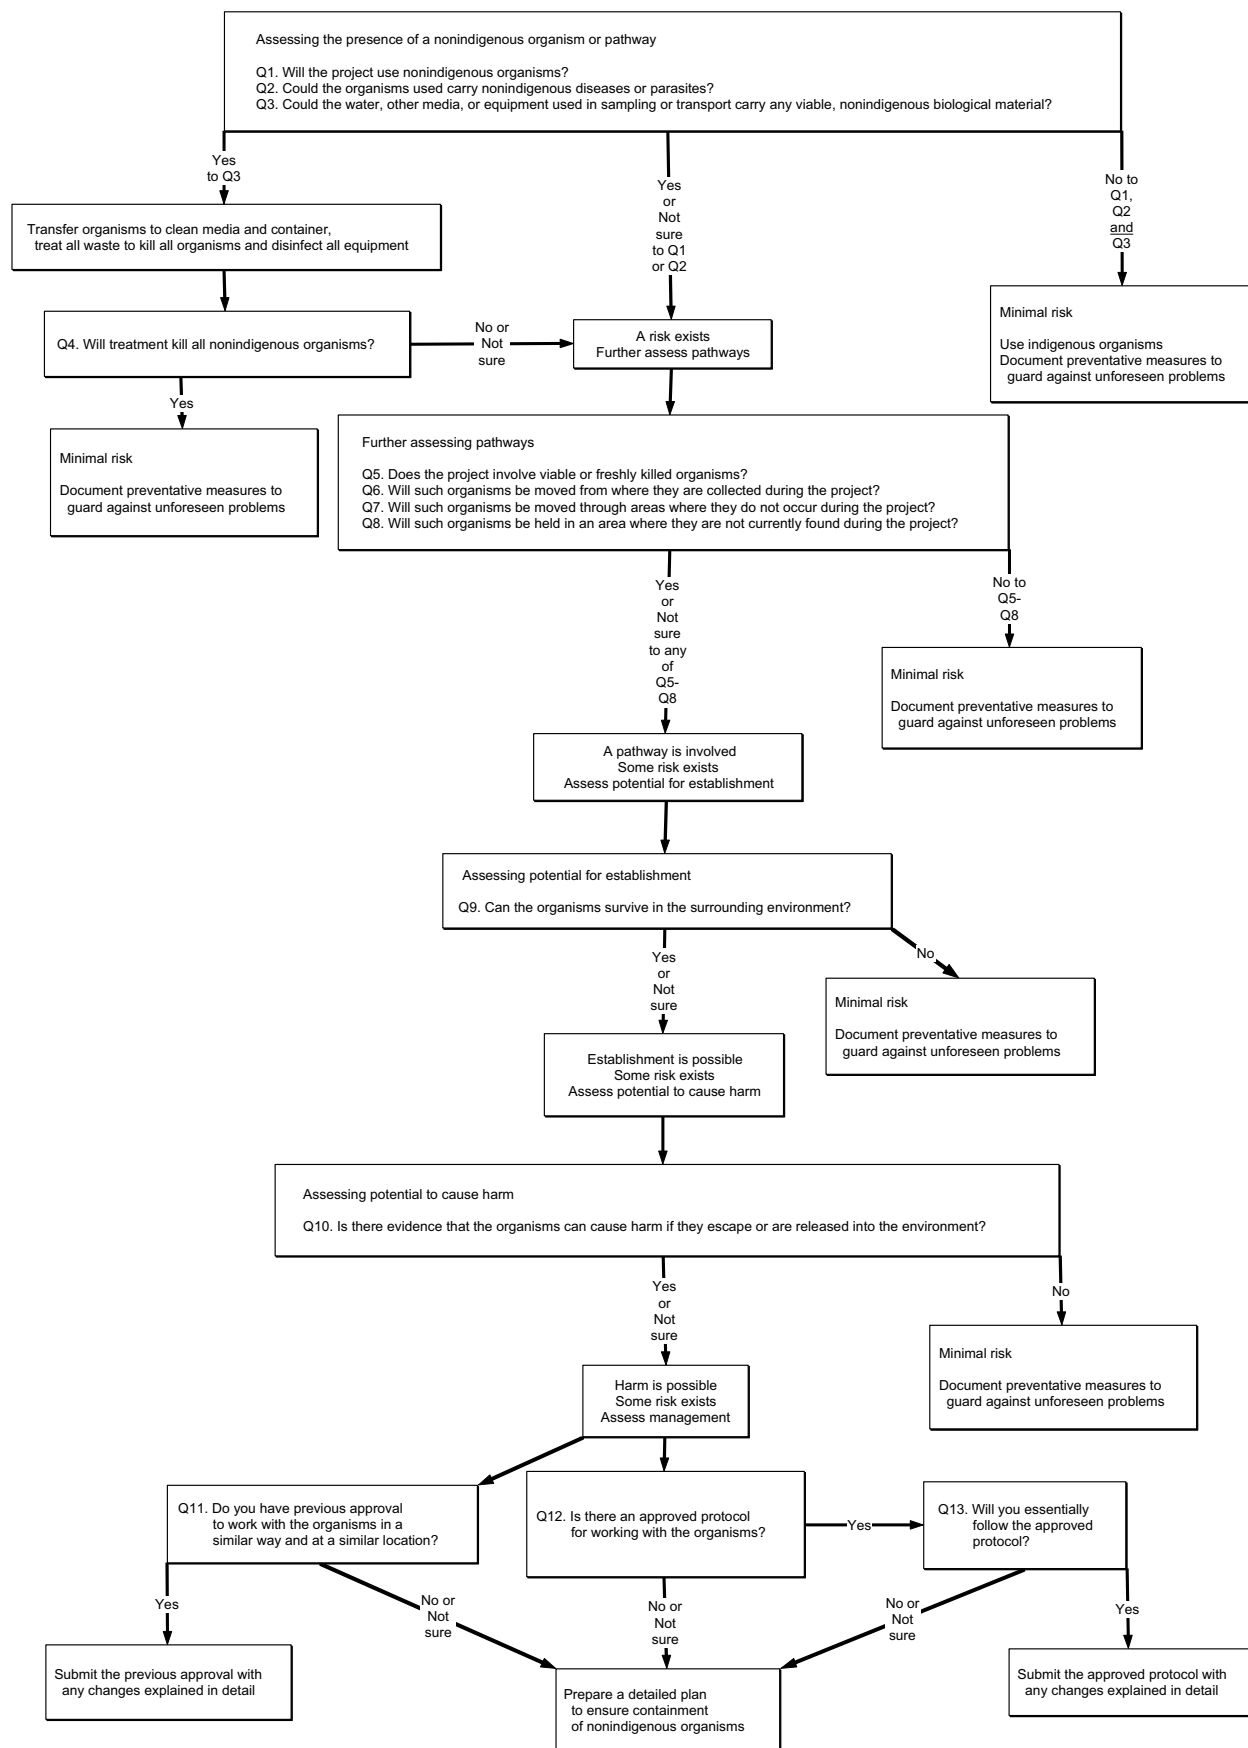 Assessing the presence of a nonindigenous organism or pathway
Q1. Will the project use nonindigenous organisms?
Q2. Could the organisms used carry nonindigenous diseases or parasites?
Q3. Could the water, other media, or equipment used in sampling or transport carry any viable, nonindigenous biological material?
Yes
to Q3
Yes
or
Not
sure
to Q1
or Q2
No to
Q1,
Q2
and
Q3
Transfer organisms to clean media and container,
treat all waste to kill all organisms and disinfect all equipment
Q4. Will treatment kill all nonindigenous organisms?
No or
Not
sure
A risk exists
Further assess pathways
Minimal risk
Use indigenous organisms
Document preventative measures to
guard against unforeseen problems
Yes
Minimal risk
Document preventative measures to
guard against unforeseen problems
Further assessing pathways
Q5. Does the project involve viable or freshly killed organisms?
Q6. Will such organisms be moved from where they are collected during the project?
Q7. Will such organisms be moved through areas where they do not occur during the project?
Q8. Will such organisms be held in an area where they are not currently found during the project?
Yes
or
Not
sure
to any
of
Q5-
Q8
No to
Q5-
Q8
Minimal risk
Document preventative measures to
guard against unforeseen problems
A pathway is involved
Some risk exists
Assess potential for establishment
Assessing potential for establishment
Q9. Can the organisms survive in the surrounding environment?
Yes
or
Not
sure
No
Minimal risk
Document preventative measures to
guard against unforeseen problems
Establishment is possible
Some risk exists
Assess potential to cause harm
Assessing potential to cause harm
Q10. Is there evidence that the organisms can cause harm if they escape or are released into the environment?
Yes
or
Not
sure
No
Minimal risk
Document preventative measures to
guard against unforeseen problems
Harm is possible
Some risk exists
Assess management
Q11. Do you have previous approval
to work with the organisms in a
similar way and at a similar location?
Q12. Is there an approved protocol
for working with the organisms?
Yes
Q13. Will you essentially
follow the approved
protocol?
Yes
No or
Not
sure
No or
Not
sure
No or
Not
sure
Yes
Submit the previous approval with
any changes explained in detail
Prepare a detailed plan
to ensure containment
of nonindigenous organisms
Submit the approved protocol with
any changes explained in detail